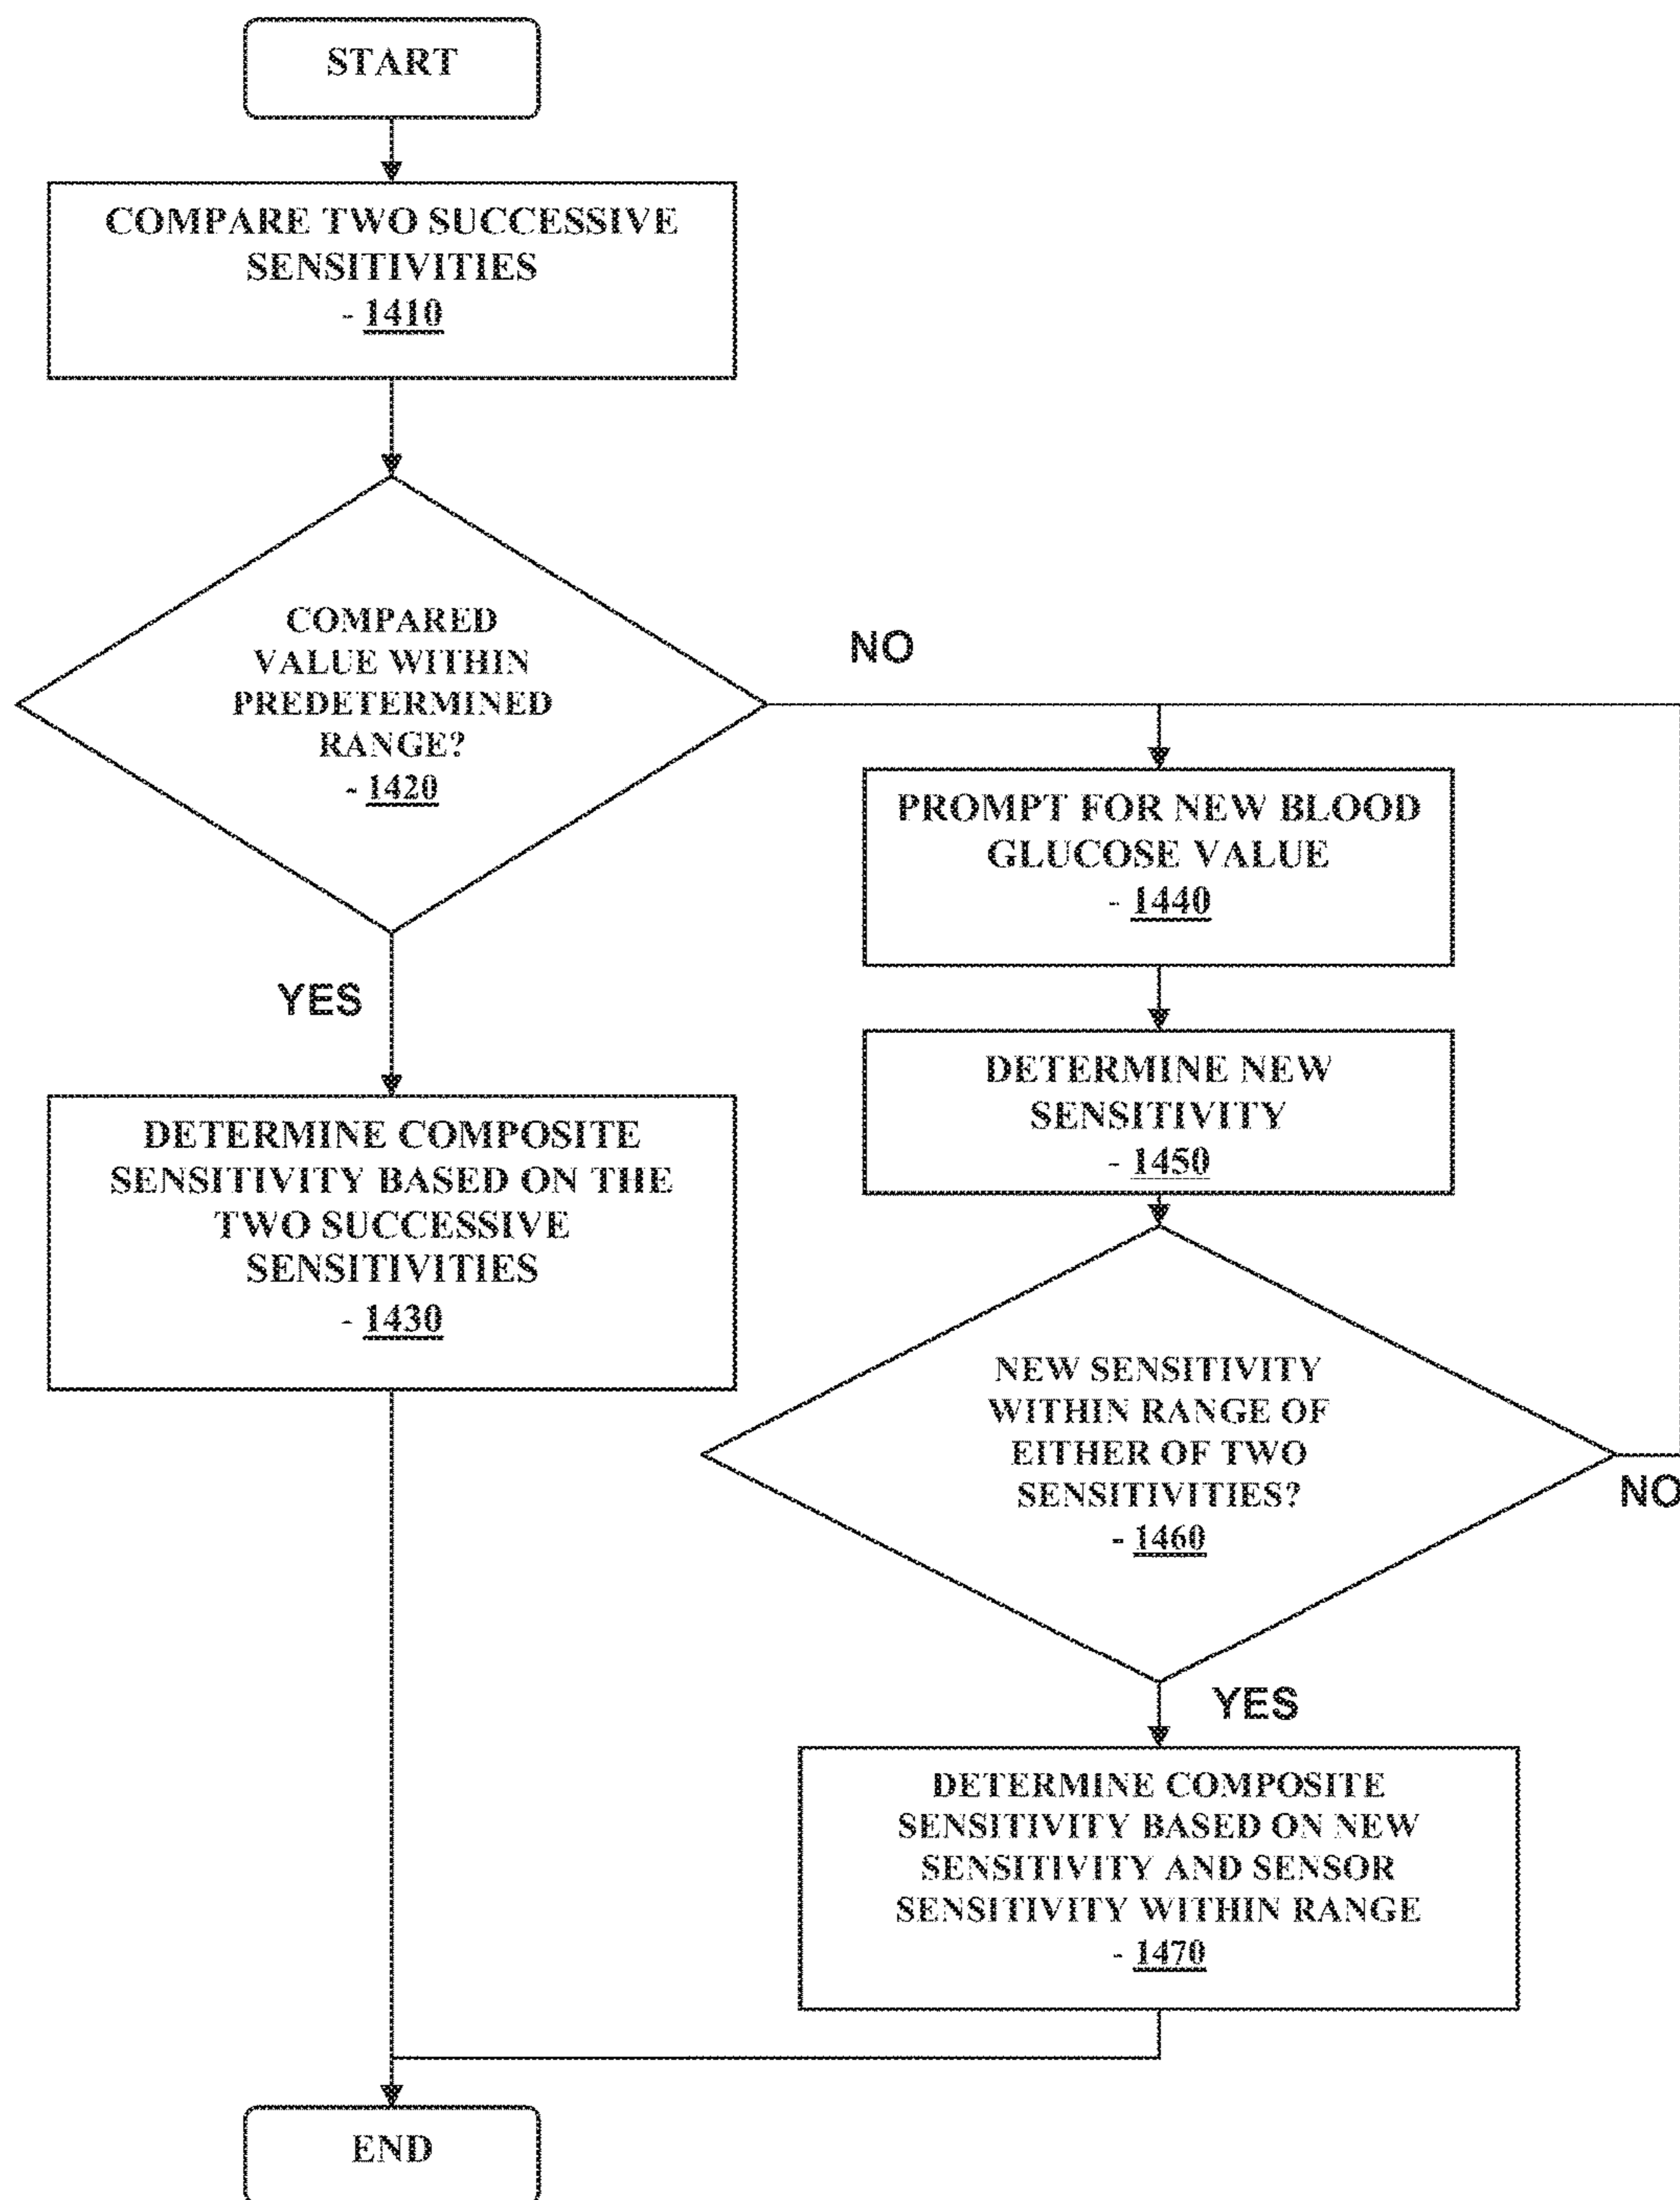 START
COMPARE TWO SUCCESSIVE
SENSITIVITIES
- 1410
COMPARED
VALUE WITHIN
PREDETERMINED
RANGE?
- 1420
NO
YES
DETERMINE COMPOSITE
SENSITIVITY BASED ON THE
TWO SUCCESSIVE
SENSITIVITIES
- 1430
PROMPT FOR NEW BLOOD
GLUCOSE VALUE
- 1440
DETERMINE NEW
SENSITIVITY
- 1450
NEW SENSITIVITY
WITHIN RANGE OF
EITHER OF TWO
SENSITIVITIES?
- 1460
NO
YES
DETERMINE COMPOSITE
SENSITIVITY BASED ON NEW
SENSITIVITY AND SENSOR
SENSITIVITY WITHIN RANGE
- 1470
END